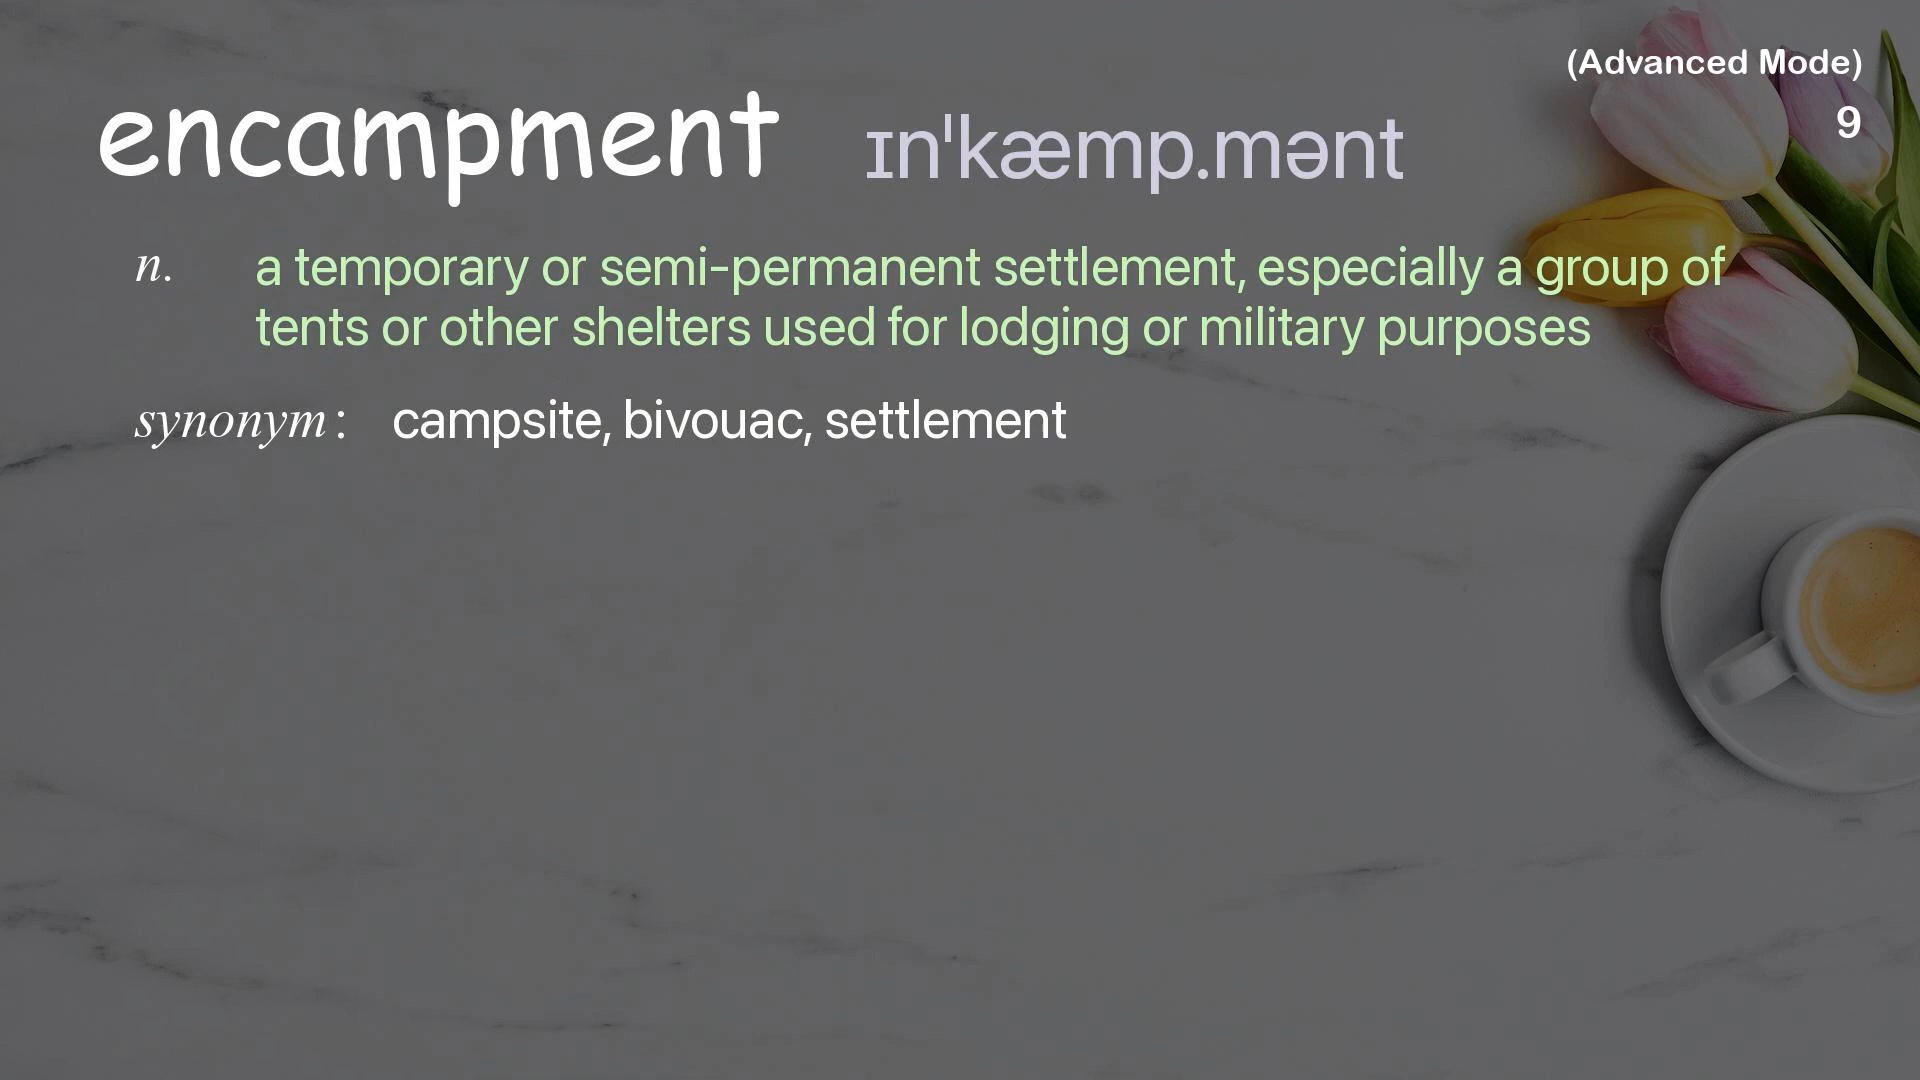 (Advanced Mode)
encampment ɪnˈkæmp.mənt
9
n. a temporary or semi-permanent settlement, especially a group of
tents or other shelters used for lodging or military purposes
synonym: campsite, bivouac, settlement